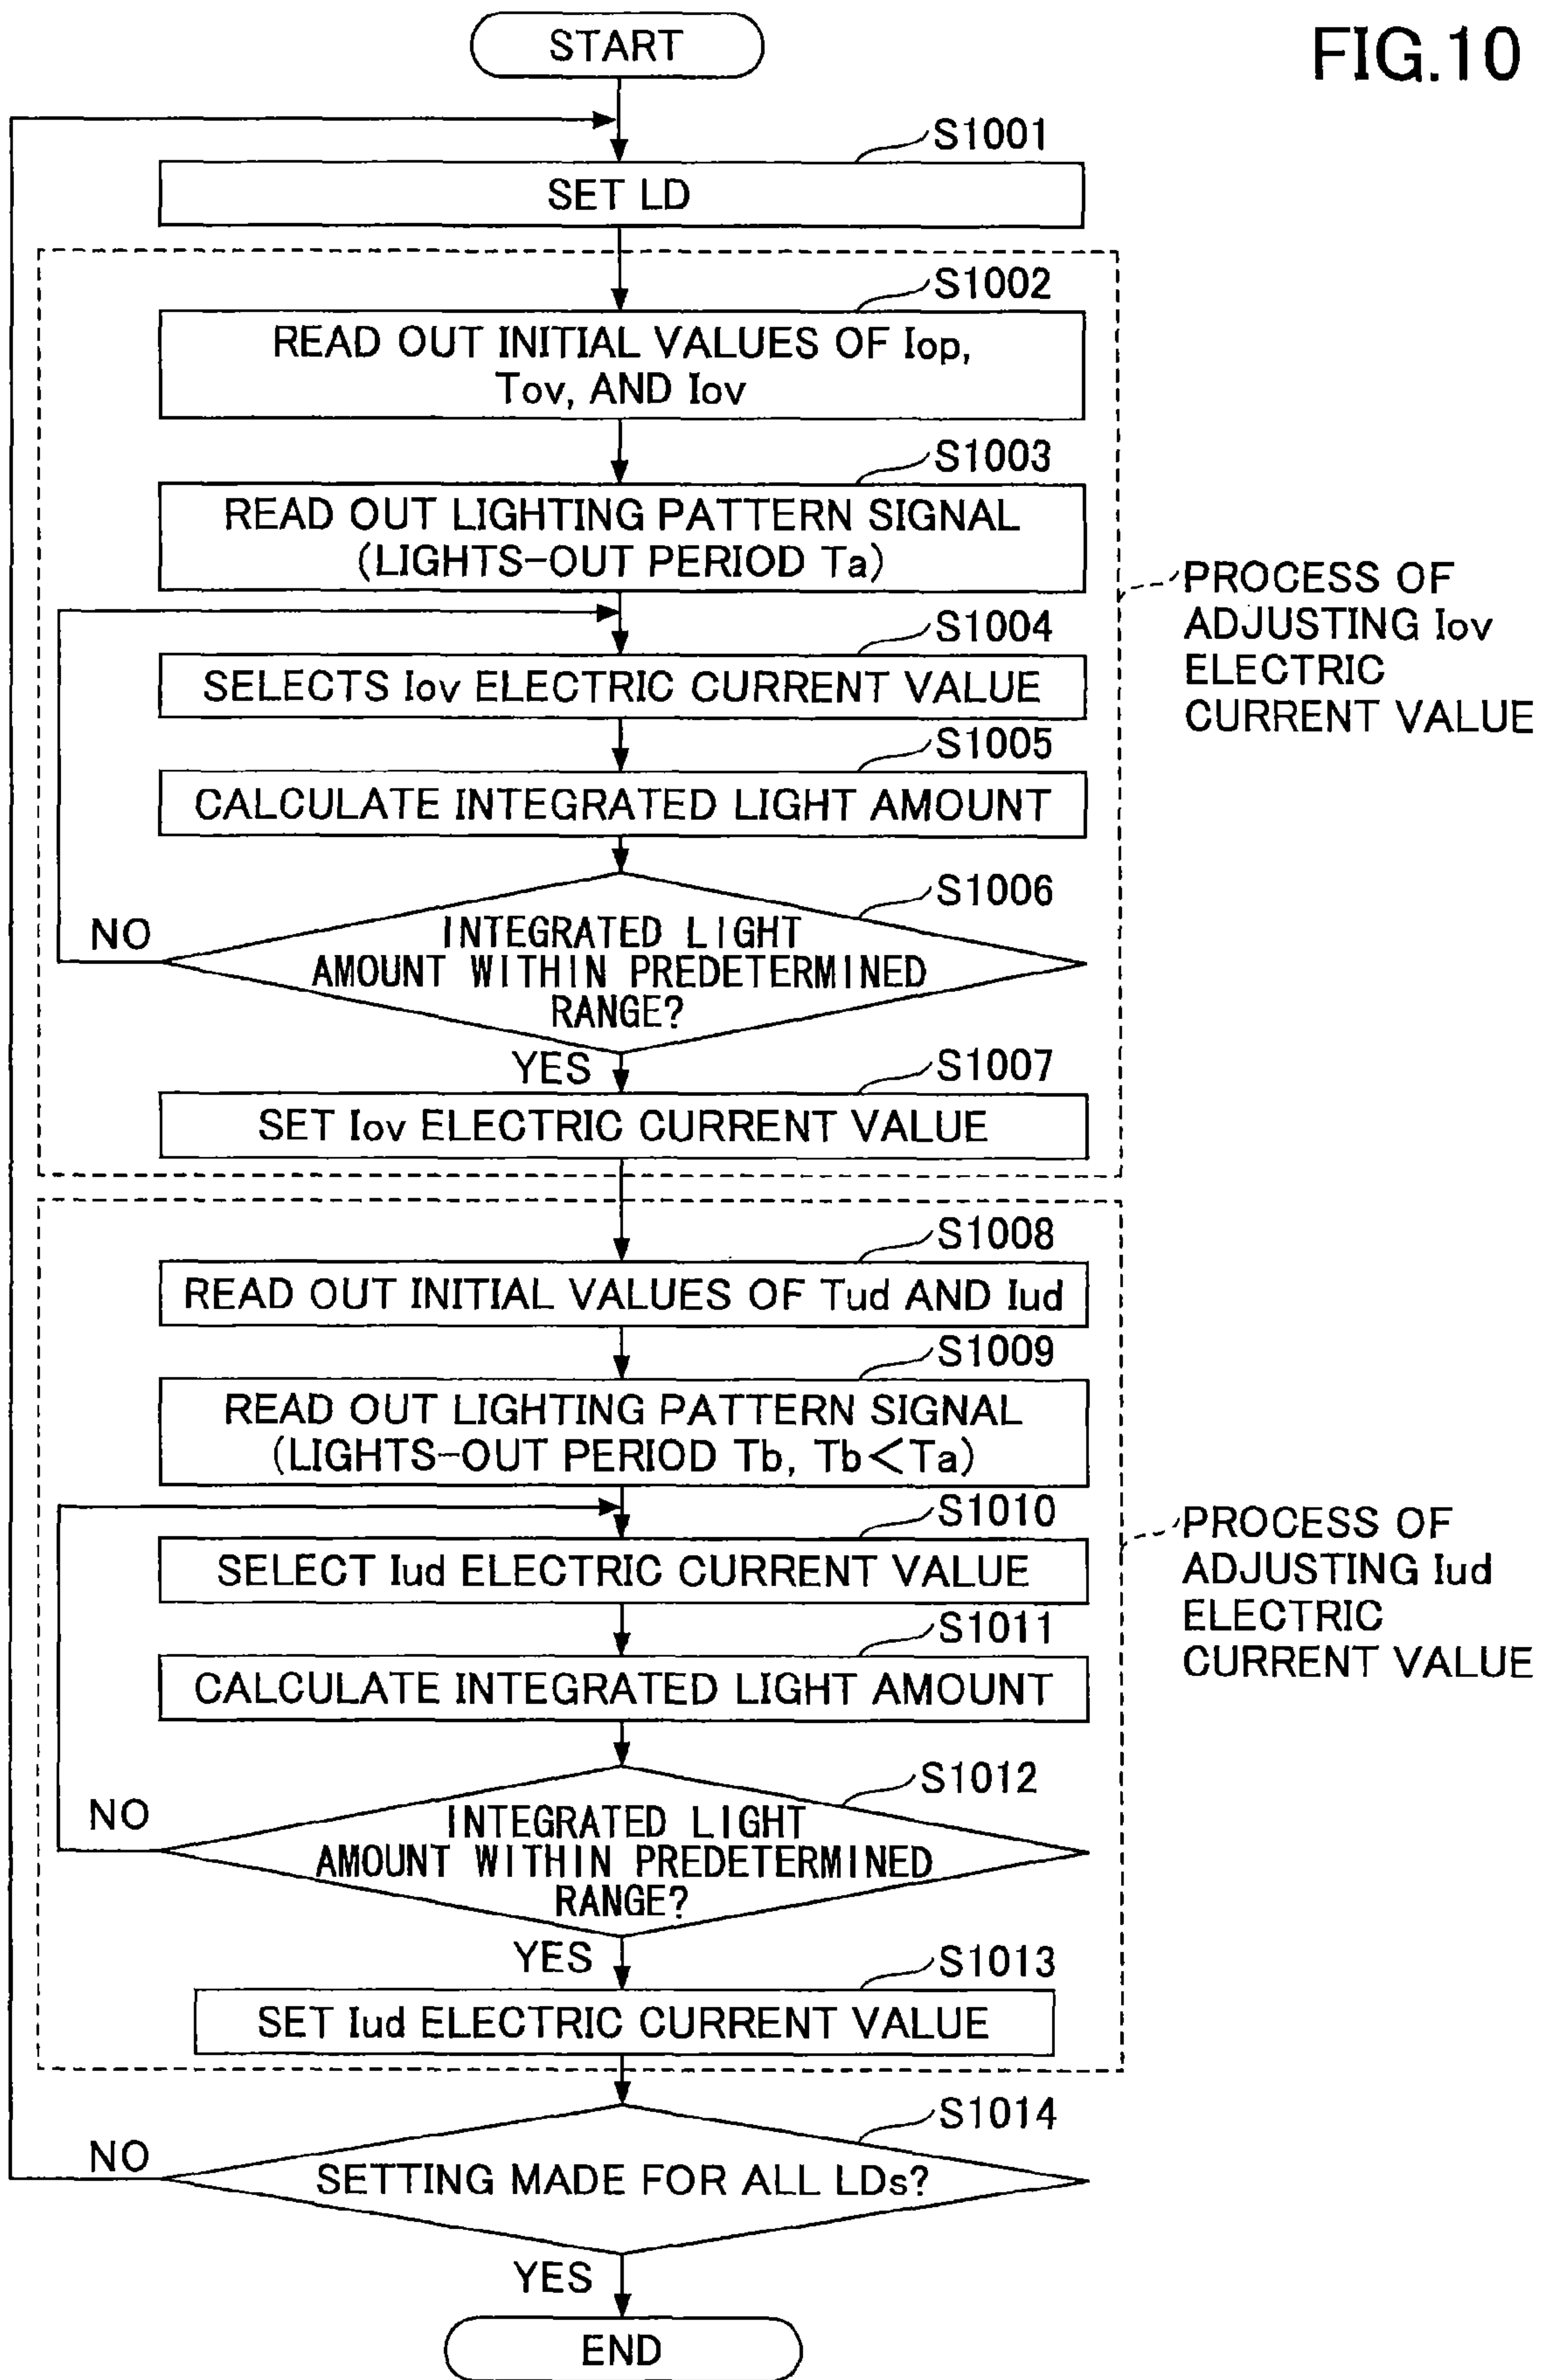 START
FIG.10
S1001
SET LD
S1002
READ OUT INITIAL VALUES OF Iop,
Tov, AND Iov
S1003
READ OUT LIGHTING PATTERN SIGNAL
(LIGHTS-OUT PERIOD Ta)
PROCESS OF
ADJUSTING Iov
ELECTRIC
CURRENT VALUE
S1004
SELECTS Iov ELECTRIC CURRENT VALUE
S1005
CALCULATE INTEGRATED LIGHT AMOUNT
S1006
NO
INTEGRATED LIGHT
AMOUNT WITHIN PREDETERMINED
RANGE?
YES
S1007
SET Iov ELECTRIC CURRENT VALUE
S1008
READ OUT INITIAL VALUES OF Tud AND Iud
S1009
READ OUT LIGHTING PATTERN SIGNAL
(LIGHTS-OUT PERIOD Tb, Tb<Ta)
S1010
PROCESS OF
ADJUSTING Iud
ELECTRIC
CURRENT VALUE
SELECT Iud ELECTRIC CURRENT VALUE
S1011
CALCULATE INTEGRATED LIGHT AMOUNT
S1012
NO
INTEGRATED LIGHT
AMOUNT WITHIN PREDETERMINED
RANGE?
YES
S1013
SET Iud ELECTRIC CURRENT VALUE
S1014
NO
SETTING MADE FOR ALL LDs?
YES
END